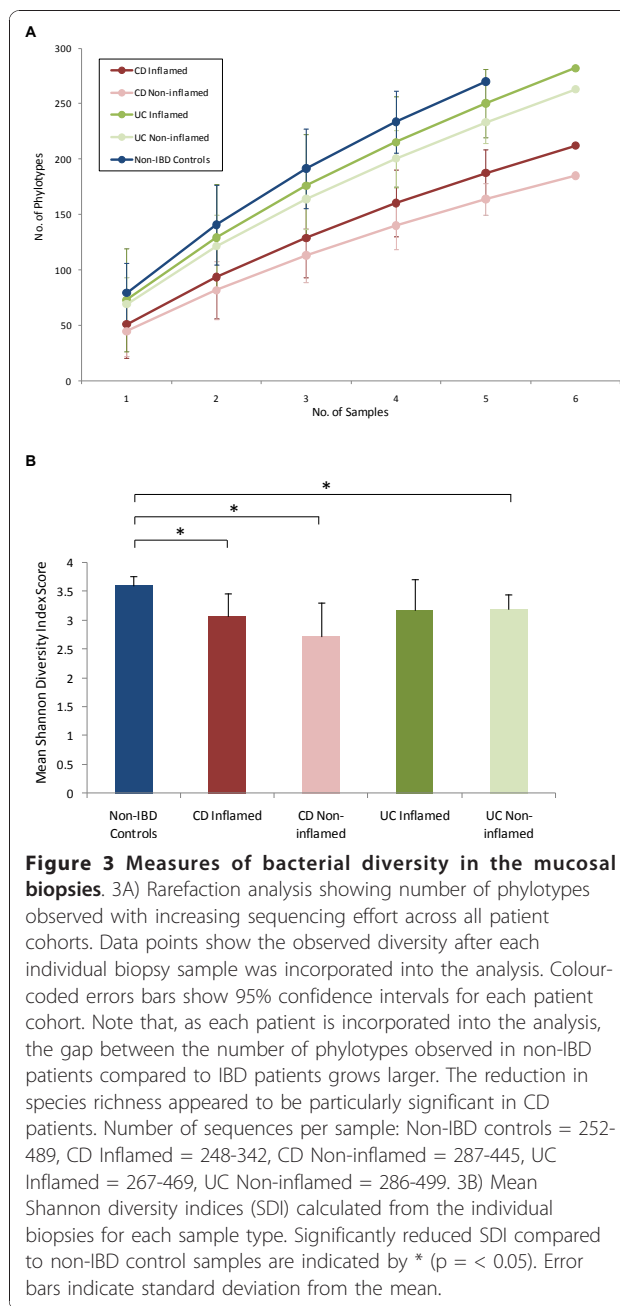 A
300
250
200
150
100
50
0
No. of Phylotypes
CD Inflamed
CD Non-inflamed
UC Inflamed
UC Non-inflamed
Non-IBD Controls
1 2 3 4 5 6
No. of Samples
B
*
*
*
4
3.5
3
2.5
2
1.5
1
0.5
0
Mean Shannon Diversity Index Score
Non-IBD Controls
CD Inflamed
CD Non-inflamed
UC Inflamed
UC Non-inflamed
Figure 3 Measures of bacterial diversity in the mucosal
biopsies. 3A) Rarefaction analysis showing number of phylotypes
observed with increasing sequencing effort across all patient
cohorts. Data points show the observed diversity after each
individual biopsy sample was incorporated into the analysis. Colour-
coded errors bars show 95% confidence intervals for each patient
cohort. Note that, as each patient is incorporated into the analysis,
the gap between the number of phylotypes observed in non-IBD
patients compared to IBD patients grows larger. The reduction in
species richness appeared to be particularly significant in CD
patients. Number of sequences per sample: Non-IBD controls = 252-
489, CD Inflamed = 248-342, CD Non-inflamed = 287-445, UC
Inflamed = 267-469, UC Non-inflamed = 286-499. 3B) Mean
Shannon diversity indices (SDI) calculated from the individual
biopsies for each sample type. Significantly reduced SDI compared
to non-IBD control samples are indicated by * (p = < 0.05). Error
bars indicate standard deviation from the mean.